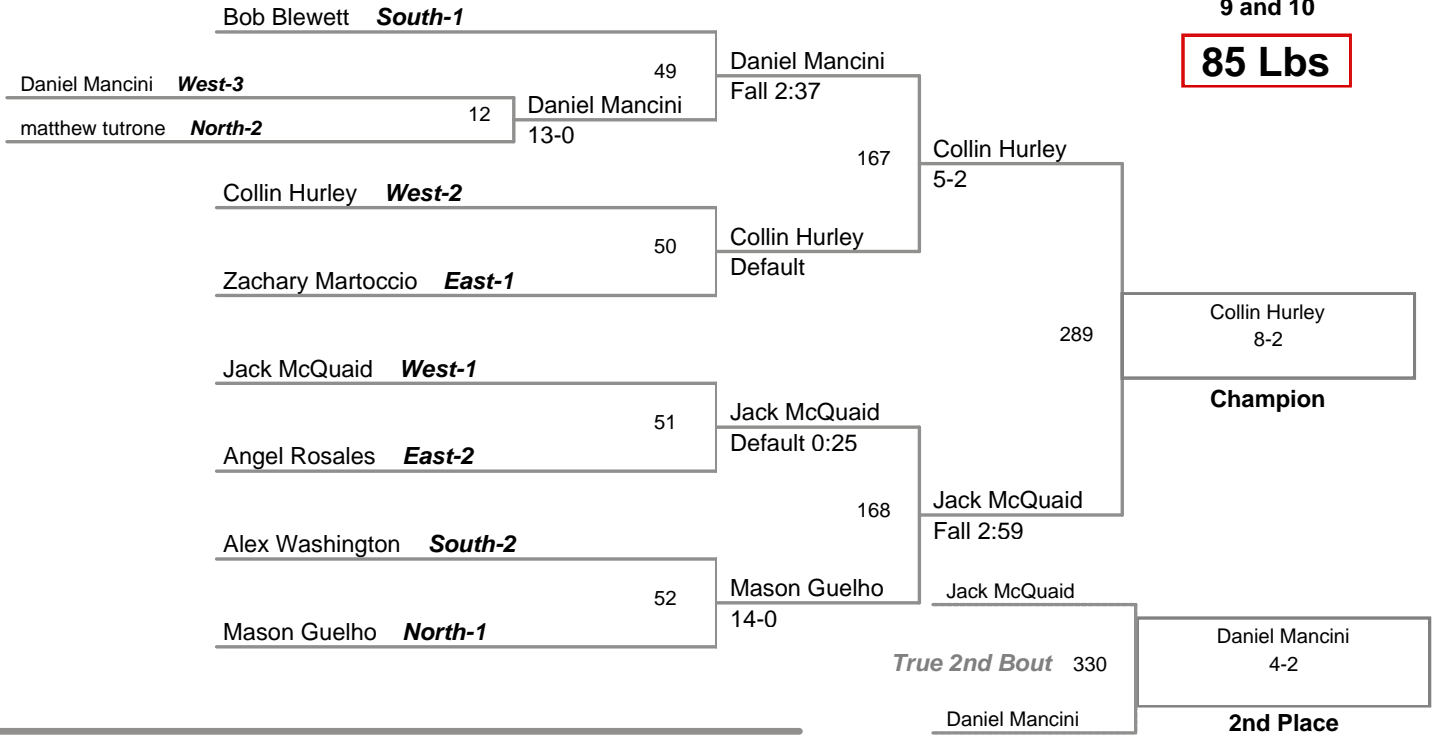 9 and 10
85 Lbs
Bob Blewett South-1
Daniel Mancini West-3
matthew tutrone North-2
12
Daniel Mancini
13-0
49
Daniel Mancini
Fall 2:37
Collin Hurley West-2
Zachary Martoccio East-1
50
Collin Hurley
Default
167
Collin Hurley
5-2
Jack McQuaid West-1
Angel Rosales East-2
51
Jack McQuaid
Default 0:25
Alex Washington South-2
Mason Guelho North-1
52
Mason Guelho
14-0
168
Jack McQuaid
Fall 2:59
289
Collin Hurley
8-2
Champion
Jack McQuaid
True 2nd Bout 330
Daniel Mancini
Daniel Mancini
4-2
2nd Place